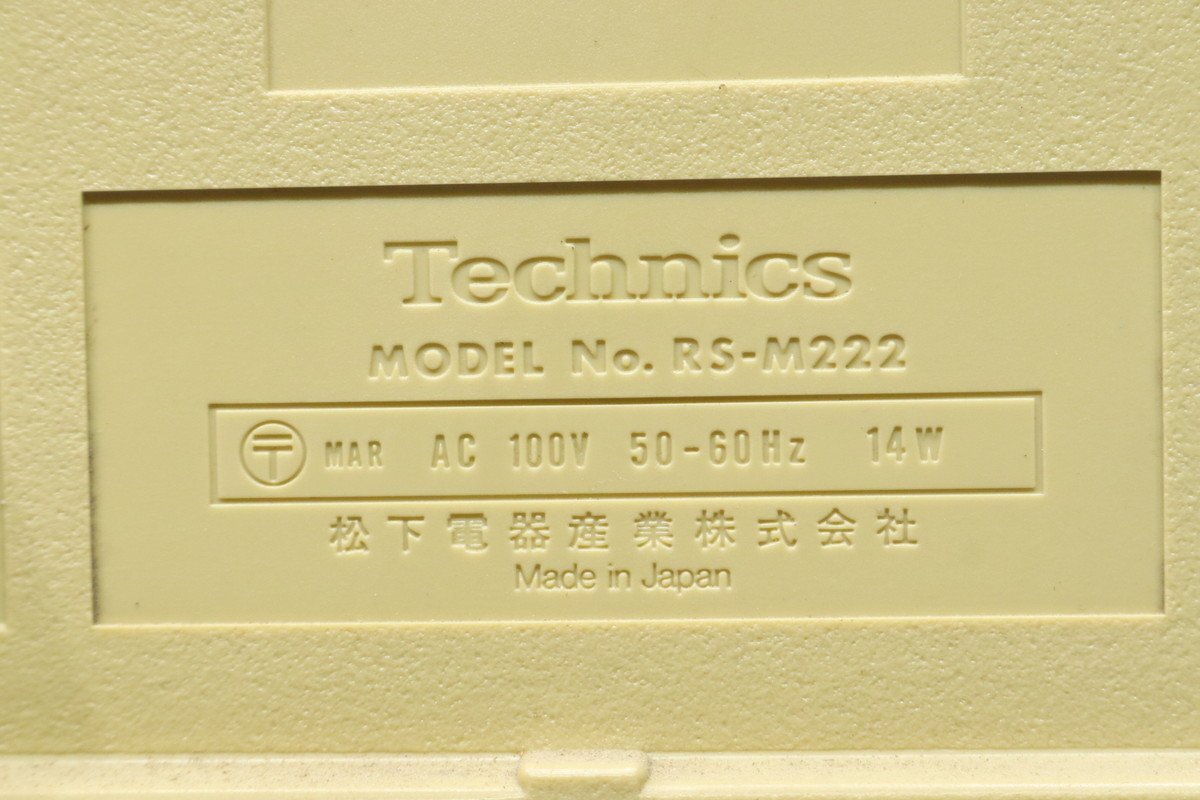 Technics
MODEL No. RS-M222
〒 MAR AC 100V 50-60Hz 14W
松下電器産業株式会社
Made in Japan